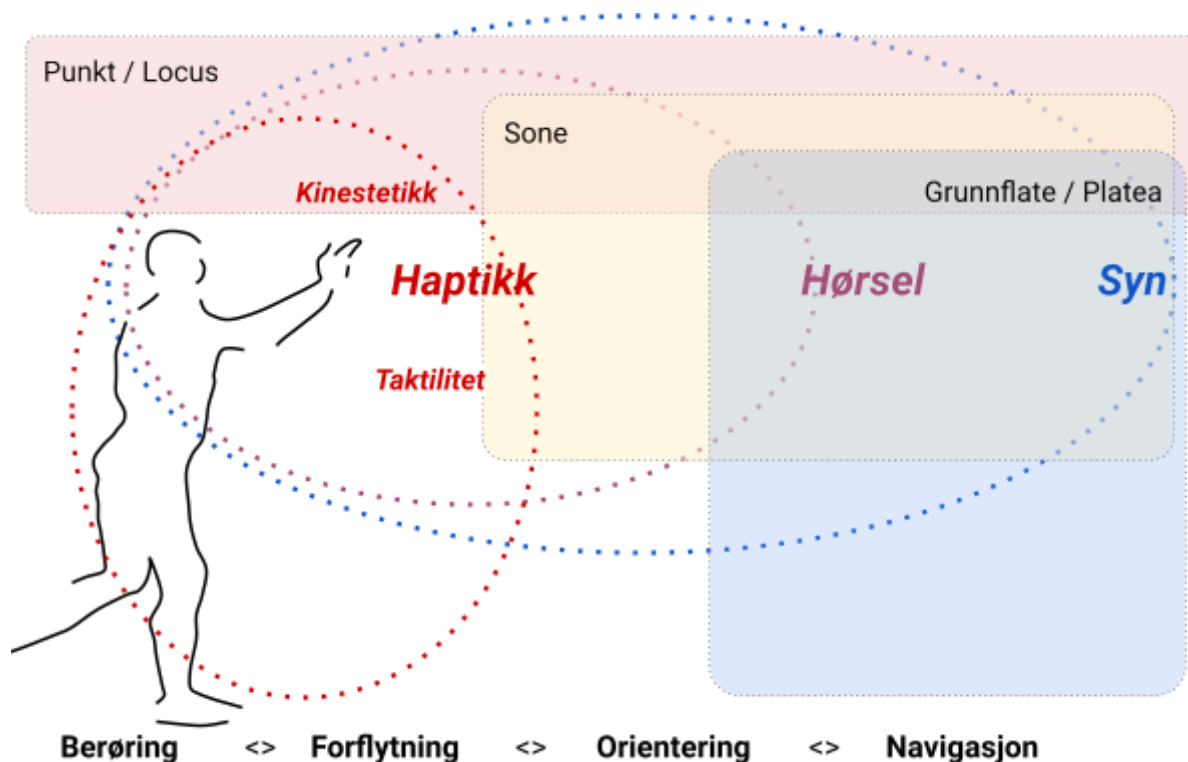 Punkt / Locus
Sone
Kinestetikk
Grunnflate / Platea
Haptikk
Hørsel
Syn
Taktilitet
Berøring <> Forflytning <> Orientering <> Navigasjon